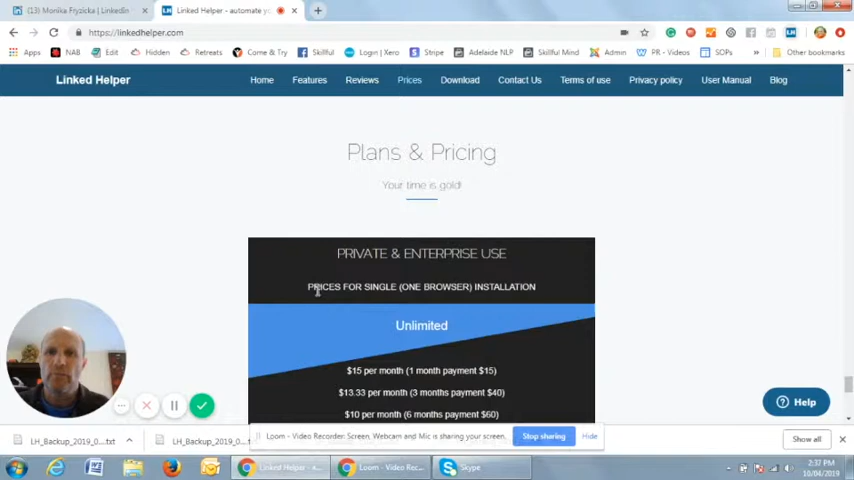 (13) Monika Fryzicka | LinkedIn
Linked Helper - automate y
https://linkedhelper.com
Apps NAB Edit Hidden Retreats Come & Try Skillful Login | Xero Stripe Adelaide NLP Skillful Mind Admin PR - Videos SOPs » Other bookmarks
Linked Helper Home Features Reviews Prices Download Contact Us Terms of use Privacy policy User Manual Blog
Plans & Pricing
Your time is gold!
PRIVATE & ENTERPRISE USE
PRICES FOR SINGLE (ONE BROWSER) INSTALLATION
Unlimited
$15 per month (1 month payment $15)
$13.33 per month (3 months payment $40)
$10 per month (6 months payment $60)
Help
Loom - Video Recorder: Screen, Webcam and Mic is sharing your screen. Stop sharing Hide
LH_Backup_2019_0....txt LH_Backup_2019_0 Show all
Linked Helper - a... Loom - Video Rec... Skype
2:37 PM
10/04/2019